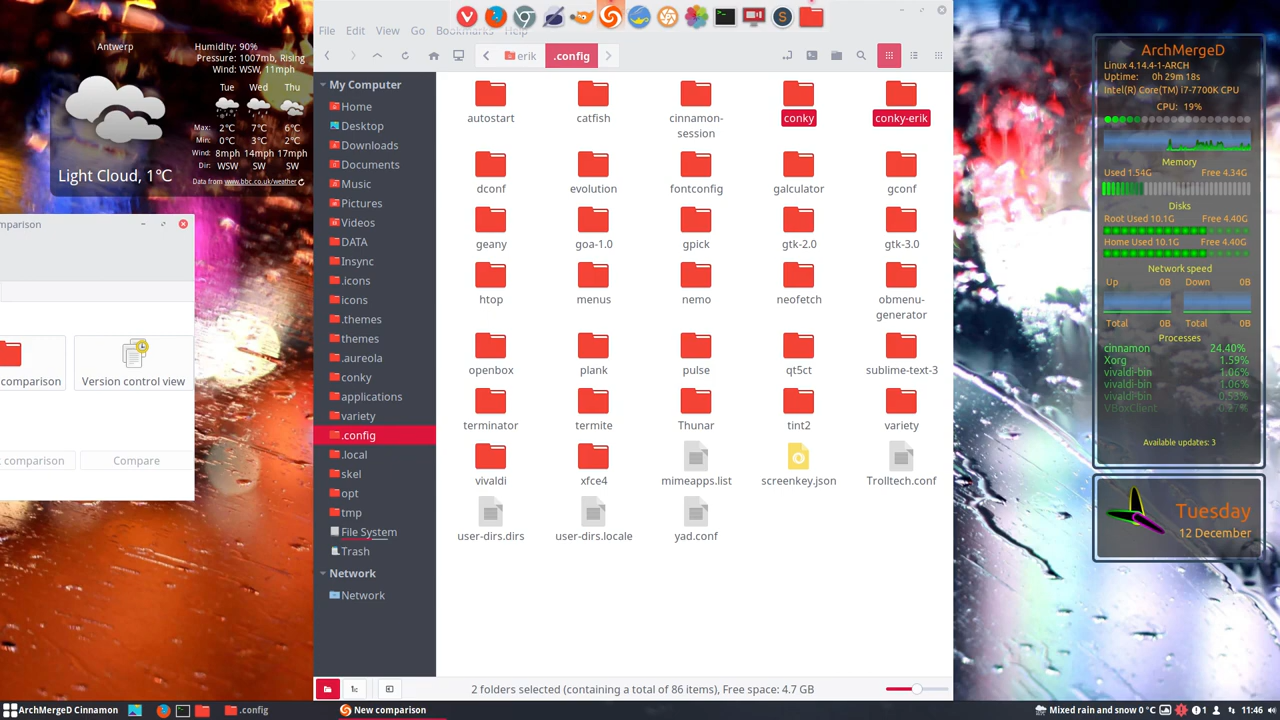 Antwerp
Humidity: 90%
Pressure: 1007mb, Rising
Wind: WSW, 11mph
Tue Wed Thu
Max: 2°C 7°C 6°C
Min: 0°C 3°C 2°C
Wind: 8mph 14mph 17mph
Dir: WSW SW SW
Light Cloud, 1°C
Data from www.bbc.co.uk/weather
mparison
comparison
Version control view
comparison
Compare
File Edit View Go Bookmarks Help
erik
.config
My Computer
Home
Desktop
Downloads
Documents
Music
Pictures
Videos
DATA
Insync
.icons
icons
.themes
themes
.aureola
conky
applications
variety
.config
.local
skel
opt
tmp
File System
Trash
Network
Network
autostart
catfish
cinnamon-
session
conky
conky-erik
dconf
evolution
fontconfig
galculator
gconf
geany
goa-1.0
gpick
gtk-2.0
gtk-3.0
htop
menus
nemo
neofetch
obmenu-
generator
openbox
plank
pulse
qt5ct
sublime-text-3
terminator
termite
Thunar
tint2
variety
vivaldi
xfce4
mimeapps.list
screenkey.json
Trolltech.conf
user-dirs.dirs
user-dirs.locale
yad.conf
2 folders selected (containing a total of 86 items), Free space: 4.7 GB
ArchMergeD
Linux 4.14.4-1-ARCH
Uptime: 0h 29m 18s
Intel(R) Core(TM) i7-7700K CPU
CPU: 19%
Memory
Used 1.54G Free 4.34G
Disks
Root Used 10.1G Free 4.40G
Home Used 10.1G Free 4.40G
Network speed
Up 0B Down 0B
Total 0B Total 0B
Processes
cinnamon 24.40%
Xorg 1.59%
vivaldi-bin 1.06%
vivaldi-bin 1.06%
vivaldi-bin 0.53%
VBoxClient
Available updates: 3
Tuesday
12 December
ArchMergeD Cinnamon
.config
New comparison
Mixed rain and snow 0 °C
1
11:46